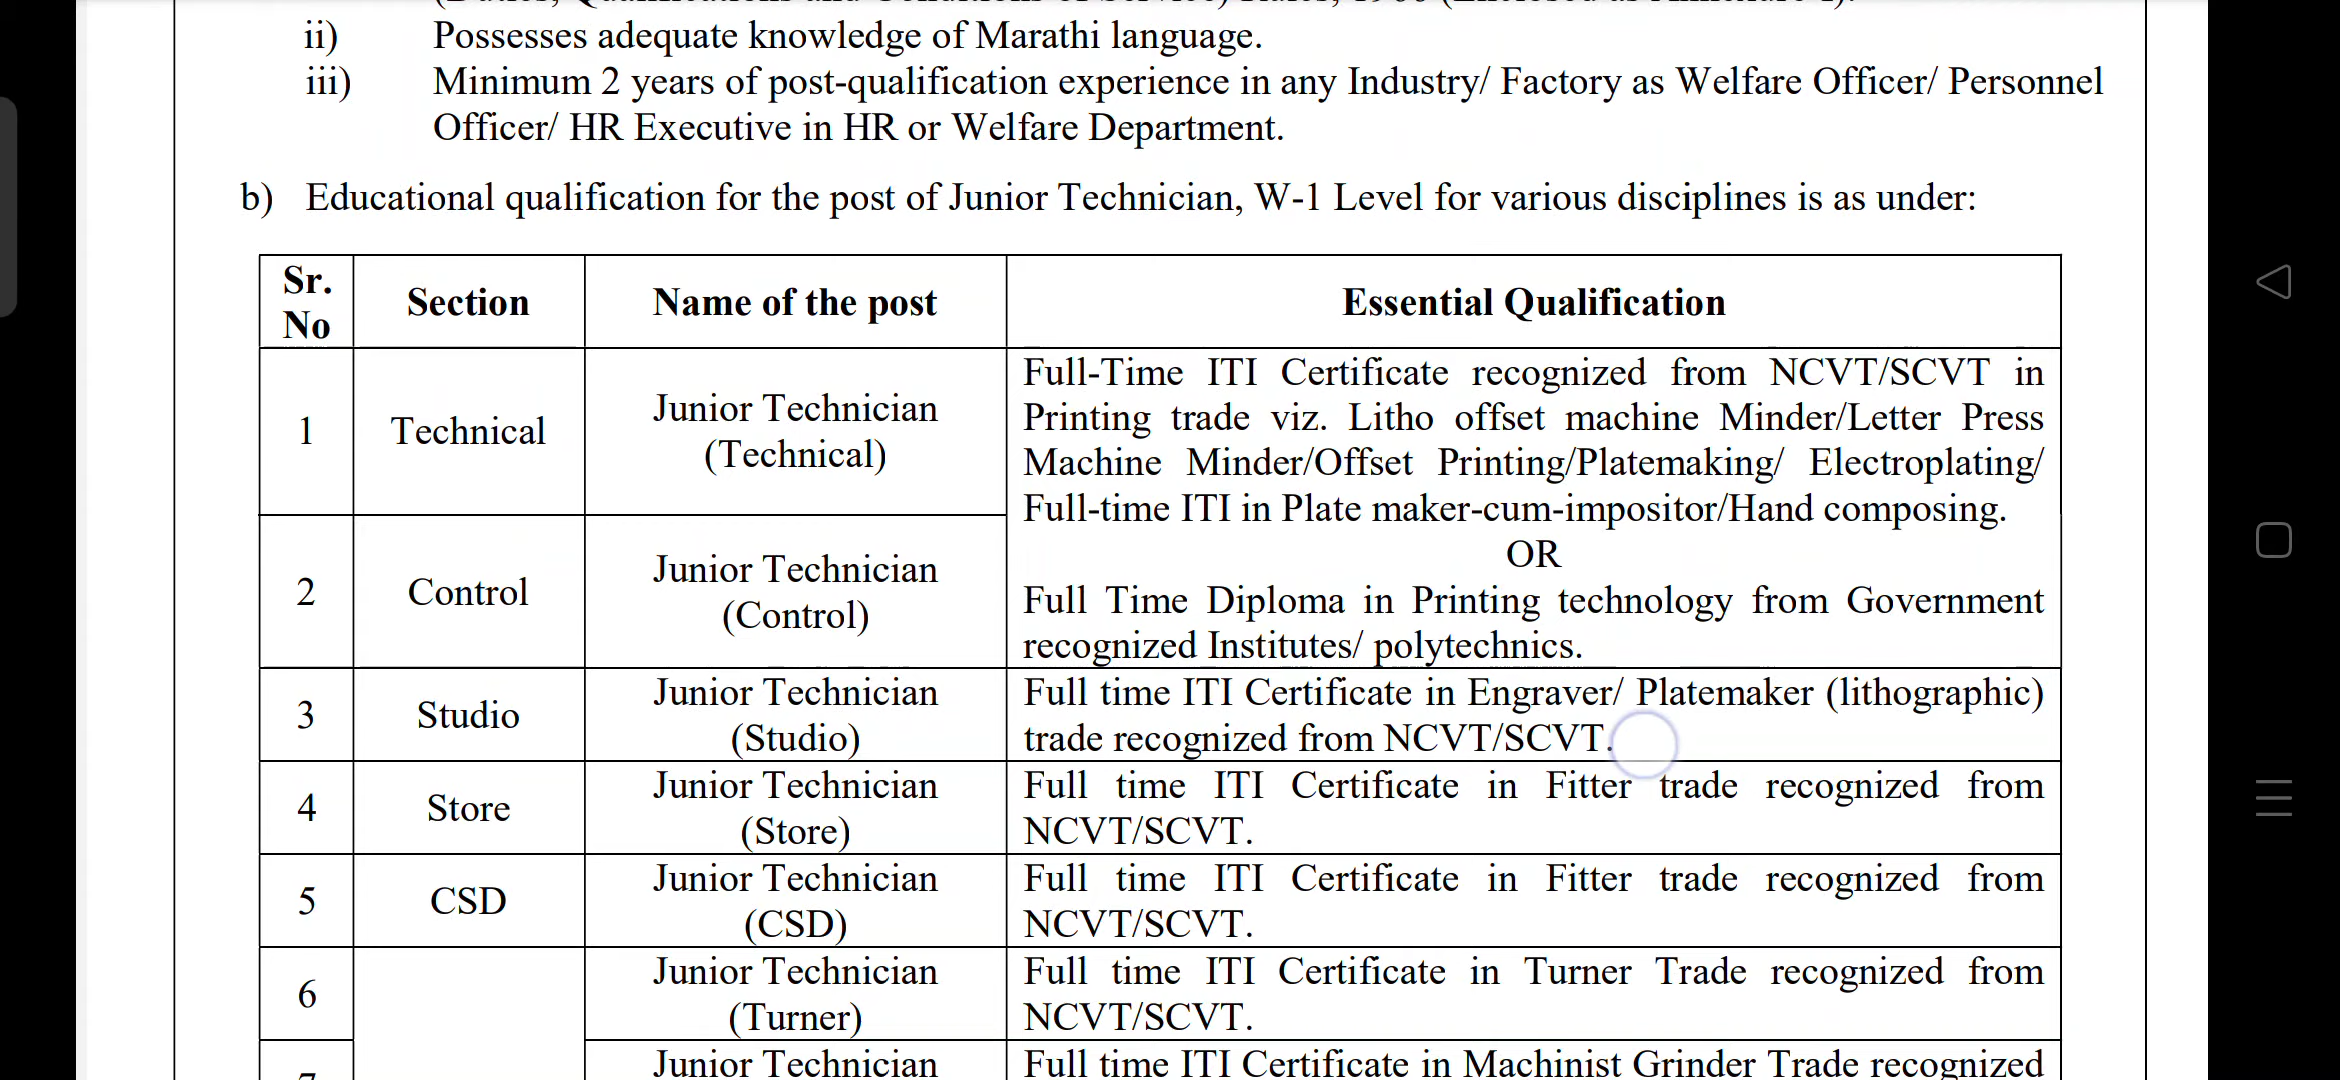 ii) Possesses adequate knowledge of Marathi language.
iii) Minimum 2 years of post-qualification experience in any Industry/ Factory as Welfare Officer/ Personnel
Officer/ HR Executive in HR or Welfare Department.
b) Educational qualification for the post of Junior Technician, W-1 Level for various disciplines is as under:
Sr. No
Section
Name of the post
Essential Qualification
1
Technical
Junior Technician
(Technical)
Full-Time ITI Certificate recognized from NCVT/SCVT in
Printing trade viz. Litho offset machine Minder/Letter Press
Machine Minder/Offset Printing/Platemaking/ Electroplating/
Full-time ITI in Plate maker-cum-impositor/Hand composing.
OR
Full Time Diploma in Printing technology from Government
recognized Institutes/ polytechnics.
2
Control
Junior Technician
(Control)
3
Studio
Junior Technician
(Studio)
Full time ITI Certificate in Engraver/ Platemaker (lithographic)
trade recognized from NCVT/SCVT.
4
Store
Junior Technician
(Store)
Full time ITI Certificate in Fitter trade recognized from
NCVT/SCVT.
5
CSD
Junior Technician
(CSD)
Full time ITI Certificate in Fitter trade recognized from
NCVT/SCVT.
6
Junior Technician
(Turner)
Full time ITI Certificate in Turner Trade recognized from
NCVT/SCVT.
Junior Technician
Full time ITI Certificate in Machinist Grinder Trade recognized